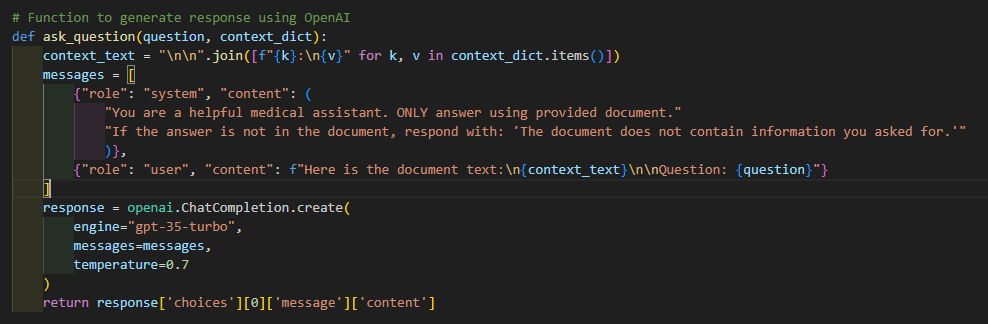 # Function to generate response using OpenAI
def ask_question(question, context_dict):
    context_text = "\n\n".join([f"{k}:\n{v}" for k, v in context_dict.items()])
    messages = [
        {"role": "system", "content": (
            "You are a helpful medical assistant. ONLY answer using provided document."
            "If the answer is not in the document, respond with: 'The document does not contain information you asked for.'"
            )},
        {"role": "user", "content": f"Here is the document text:\n{context_text}\n\nQuestion: {question}"}
    ]
    response = openai.ChatCompletion.create(
        engine="gpt-35-turbo",
        messages=messages,
        temperature=0.7
    )
    return response['choices'][0]['message']['content']